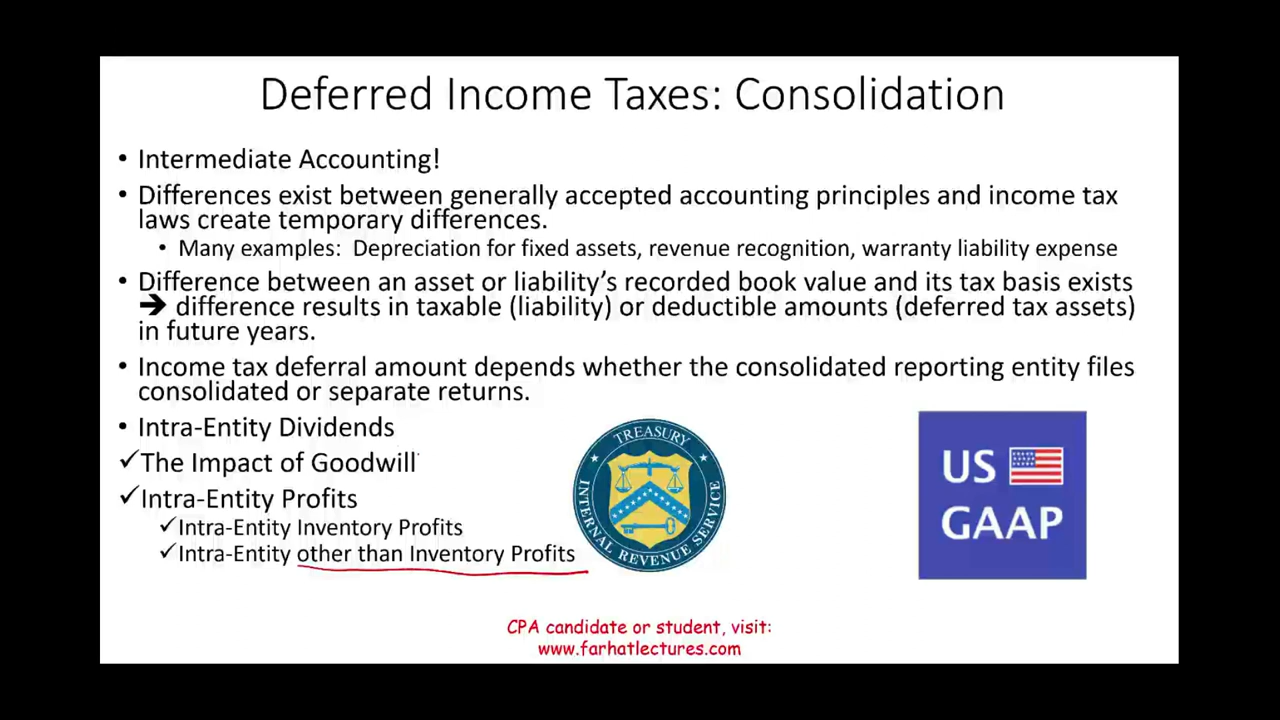 Deferred Income Taxes: Consolidation
• Intermediate Accounting!
• Differences exist between generally accepted accounting principles and income tax
laws create temporary differences.
• Many examples: Depreciation for fixed assets, revenue recognition, warranty liability expense
• Difference between an asset or liability’s recorded book value and its tax basis exists
➔ difference results in taxable (liability) or deductible amounts (deferred tax assets)
in future years.
• Income tax deferral amount depends whether the consolidated reporting entity files
consolidated or separate returns.
• Intra-Entity Dividends
✓The Impact of Goodwill
✓Intra-Entity Profits
✓Intra-Entity Inventory Profits
✓Intra-Entity other than Inventory Profits
TREASURY
INTERNAL REVENUE SERVICE
US
GAAP
CPA candidate or student, visit:
www.farhatlectures.com